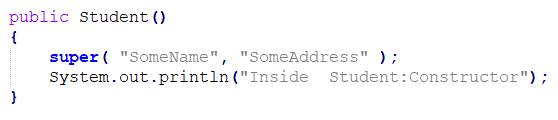 public Student()
{
    super( "SomeName", "SomeAddress" );
    System.out.println("Inside  Student:Constructor");
}